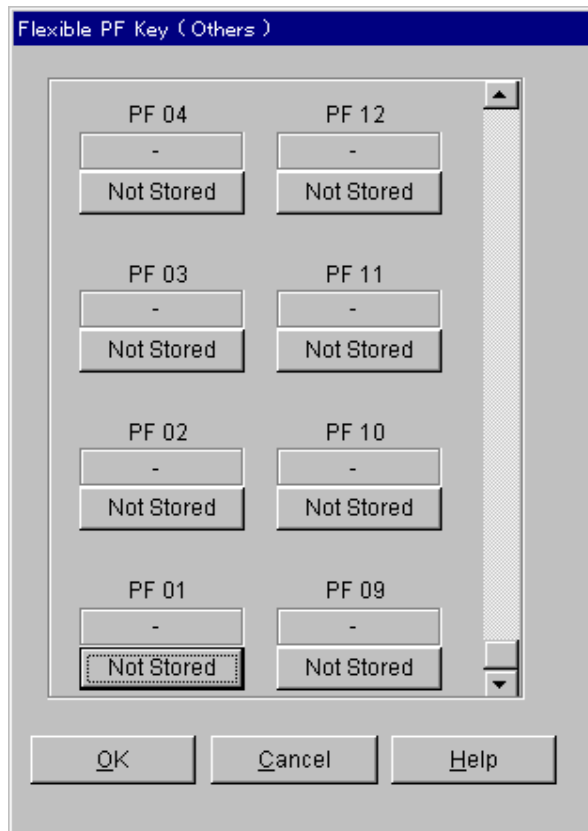 Flexible PF Key ( Others )
PF 04 PF 12
- -
Not Stored Not Stored
PF 03 PF 11
- -
Not Stored Not Stored
PF 02 PF 10
- -
Not Stored Not Stored
PF 01 PF 09
- -
Not Stored Not Stored
OK Cancel Help